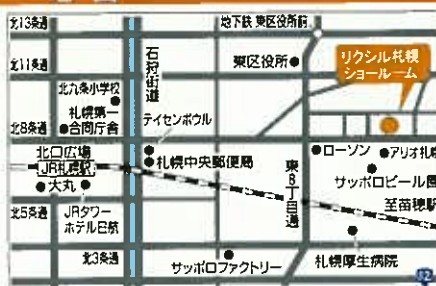 北13条通
地下鉄 東区役所前
北11条通
石狩街道
東区役所
リクシル札幌
ショールーム
北九条小学校
札幌第一
合同庁舎
テイセンボウル
北8条通
北口広場
JR札幌駅
札幌中央郵便局
大丸
東8丁目通
ローソン
アリオ札幌
サッポロビール園
至苗穂駅
北5条通
JRタワー
ホテル日航
北3条通
サッポロファクトリー
札幌厚生病院